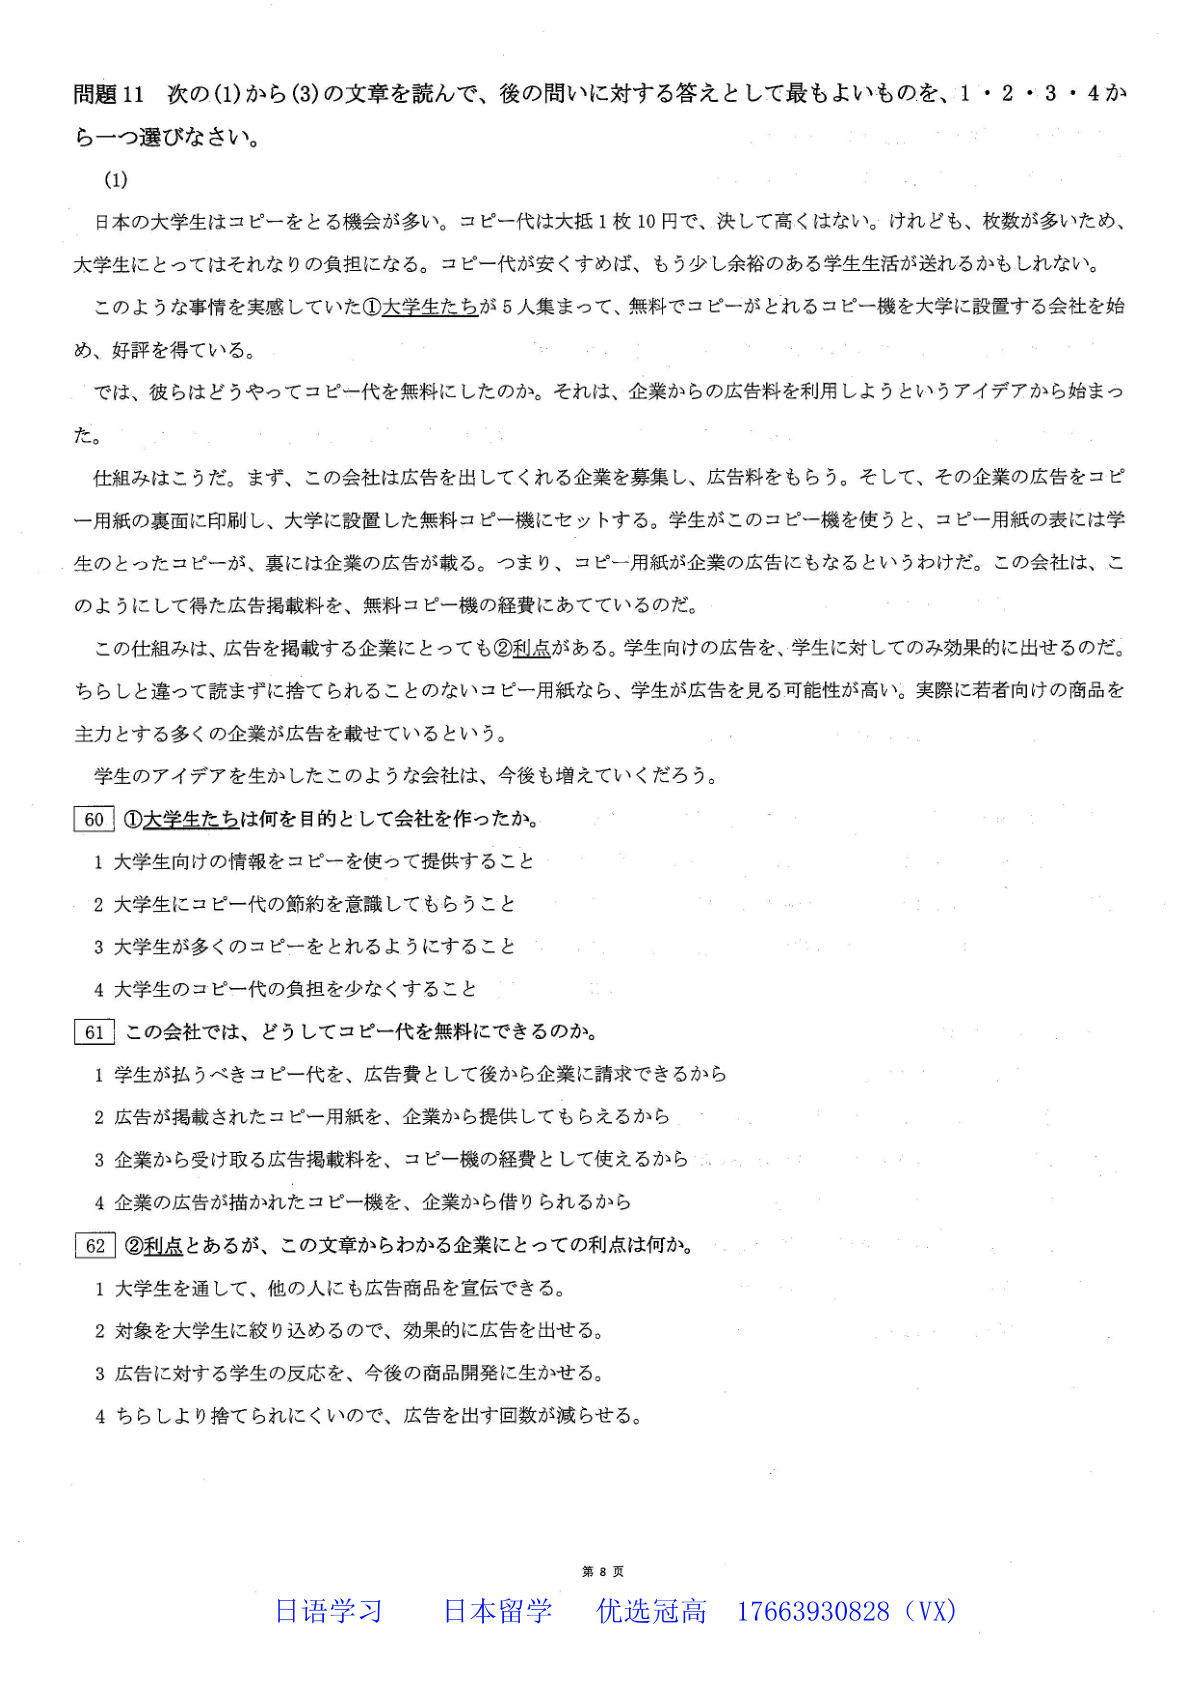 問題11　次の(1)から(3)の文章を読んで、後の問いに対する答えとして最もよいものを、1・2・3・4か
ら一つ選びなさい。
(1)
日本の大学生はコピーをとる機会が多い。コピー代は大抵1枚10円で、決して高くはない。けれども、枚数が多いため、
大学生にとってはそれなりの負担になる。コピー代が安くすめば、もう少し余裕のある学生生活が送れるかもしれない。
このような事情を実感していた①大学生たちが5人集まって、無料でコピーがとれるコピー機を大学に設置する会社を始
め、好評を得ている。
では、彼らはどうやってコピー代を無料にしたのか。それは、企業からの広告料を利用しようというアイデアから始まっ
た。
仕組みはこうだ。まず、この会社は広告を出してくれる企業を募集し、広告料をもらう。そして、その企業の広告をコピ
ー用紙の裏面に印刷し、大学に設置した無料コピー機にセットする。学生がこのコピー機を使うと、コピー用紙の表には学
生のとったコピーが、裏には企業の広告が載る。つまり、コピー用紙が企業の広告にもなるというわけだ。この会社は、こ
のようにして得た広告掲載料を、無料コピー機の経費にあてているのだ。
この仕組みは、広告を掲載する企業にとっても②利点がある。学生向けの広告を、学生に対してのみ効果的に出せるのだ。
ちらしと違って読まずに捨てられることのないコピー用紙なら、学生が広告を見る可能性が高い。実際に若者向けの商品を
主力とする多くの企業が広告を載せているという。
学生のアイデアを生かしたこのような会社は、今後も増えていくだろう。
60 ①大学生たちは何を目的として会社を作ったか。
1 大学生向けの情報をコピーを使って提供すること
2 大学生にコピー代の節約を意識してもらうこと
3 大学生が多くのコピーをとれるようにすること
4 大学生のコピー代の負担を少なくすること
61 この会社では、どうしてコピー代を無料にできるのか。
1 学生が払うべきコピー代を、広告費として後から企業に請求できるから
2 広告が掲載されたコピー用紙を、企業から提供してもらえるから
3 企業から受け取る広告掲載料を、コピー機の経費として使えるから
4 企業の広告が描かれたコピー機を、企業から借りられるから
62 ②利点とあるが、この文章からわかる企業にとっての利点は何か。
1 大学生を通して、他の人にも広告商品を宣伝できる。
2 対象を大学生に絞り込めるので、効果的に広告を出せる。
3 広告に対する学生の反応を、今後の商品開発に生かせる。
4 ちらしより捨てられにくいので、広告を出す回数が減らせる。
第 8 页
日语学习　日本留学　优选冠高　17663930828（VX）